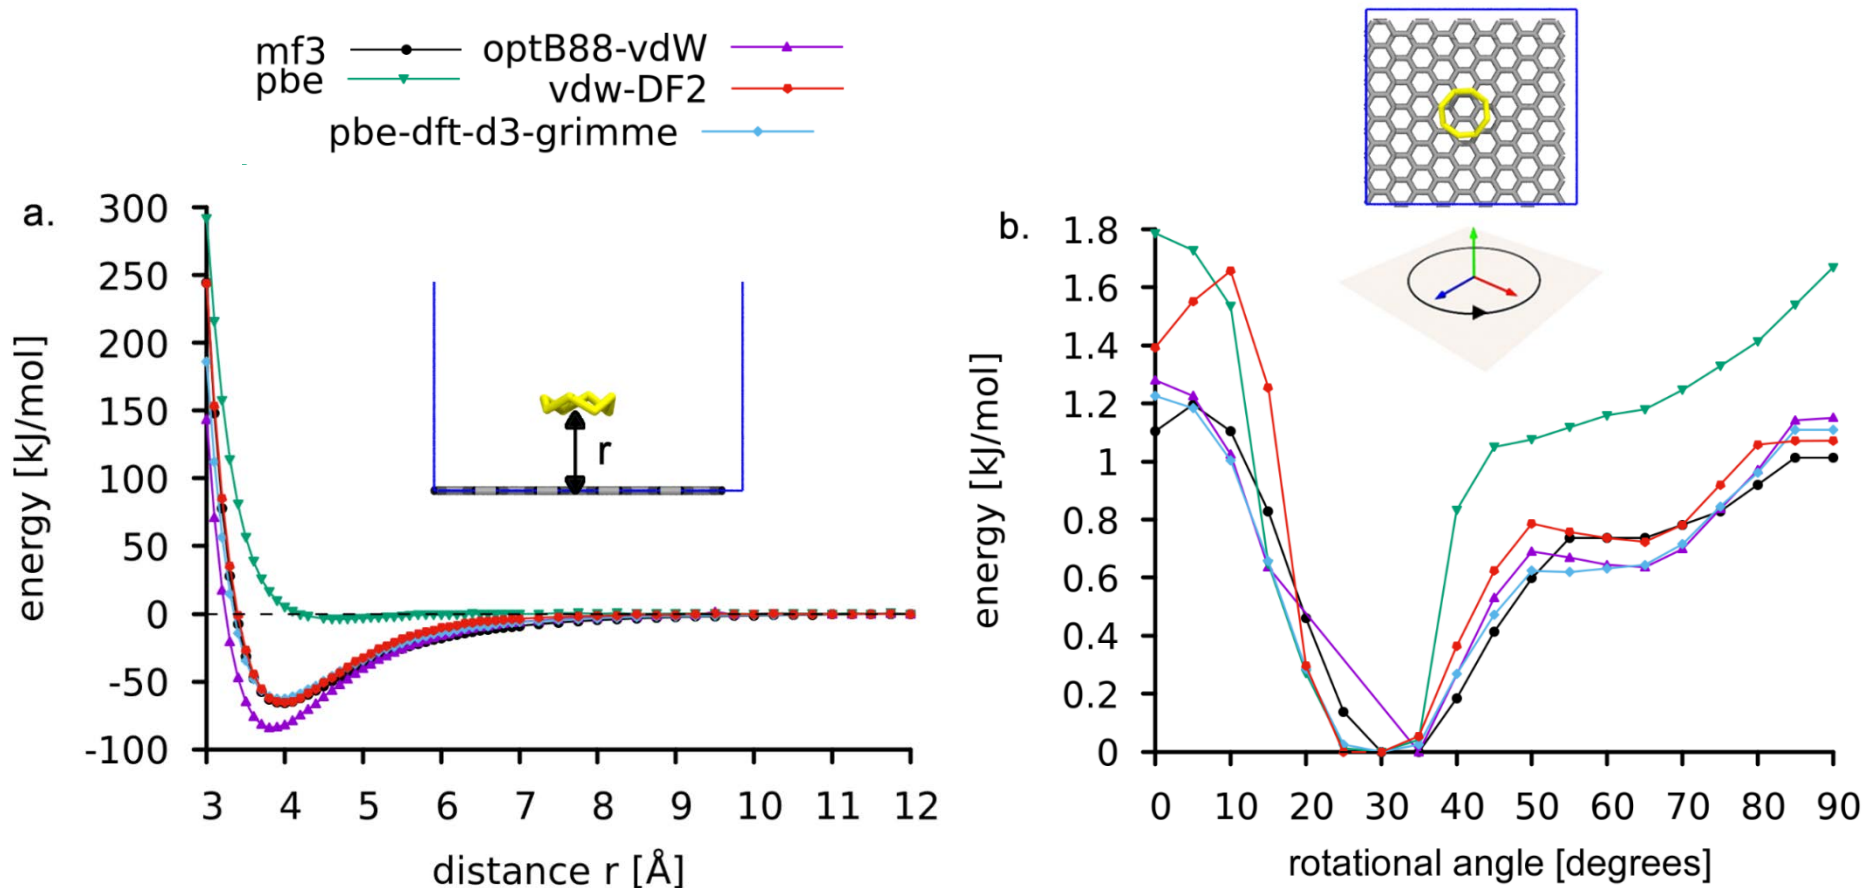 mf3
optB88-vdW
pbe
vdw-DF2
pbe-dft-d3-grimme
a.
300
250
200
150
100
50
0
-50
-100
energy [kJ/mol]
r
3 4 5 6 7 8 9 10 11 12
distance r [Å]
b.
1.8
1.6
1.4
1.2
1
0.8
0.6
0.4
0.2
0
energy [kJ/mol]
0 10 20 30 40 50 60 70 80 90
rotational angle [degrees]